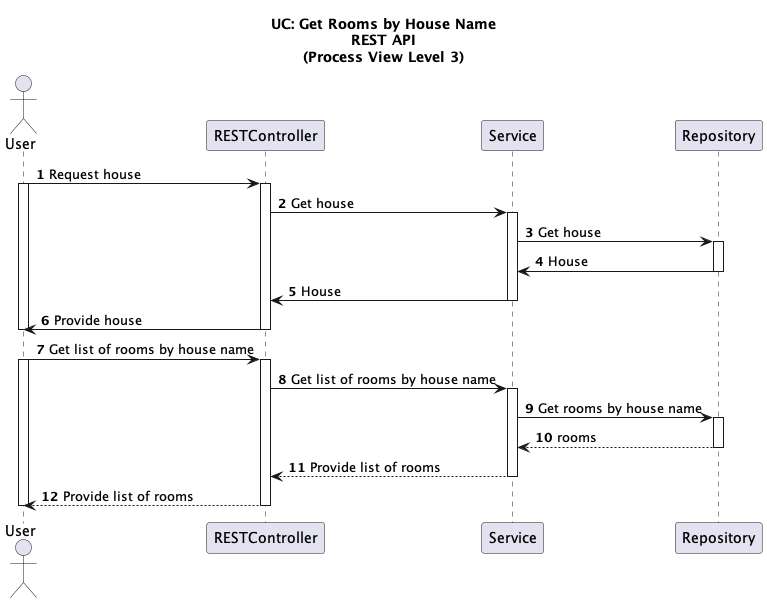 UC: Get Rooms by House Name
REST API
(Process View Level 3)
User
RESTController
Service
Repository
1 Request house
2 Get house
3 Get house
4 House
5 House
6 Provide house
7 Get list of rooms by house name
8 Get list of rooms by house name
9 Get rooms by house name
10 rooms
11 Provide list of rooms
12 Provide list of rooms
User
RESTController
Service
Repository